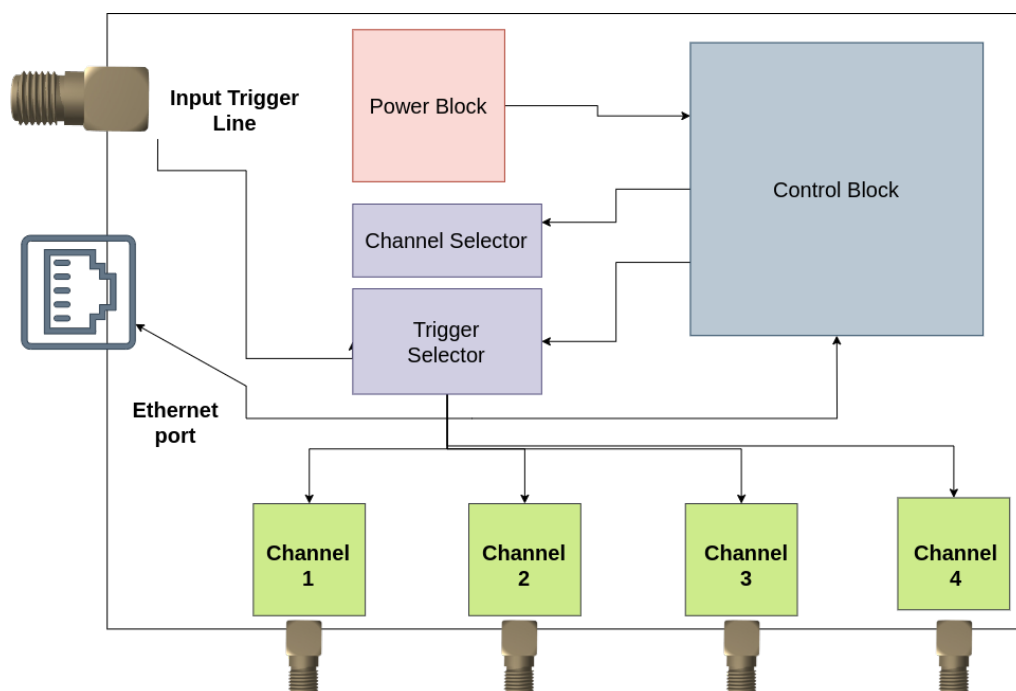 Input Trigger
Line
Power Block
Control Block
Channel Selector
Trigger
Selector
Ethernet
port
Channel
1
Channel
2
Channel
3
Channel
4